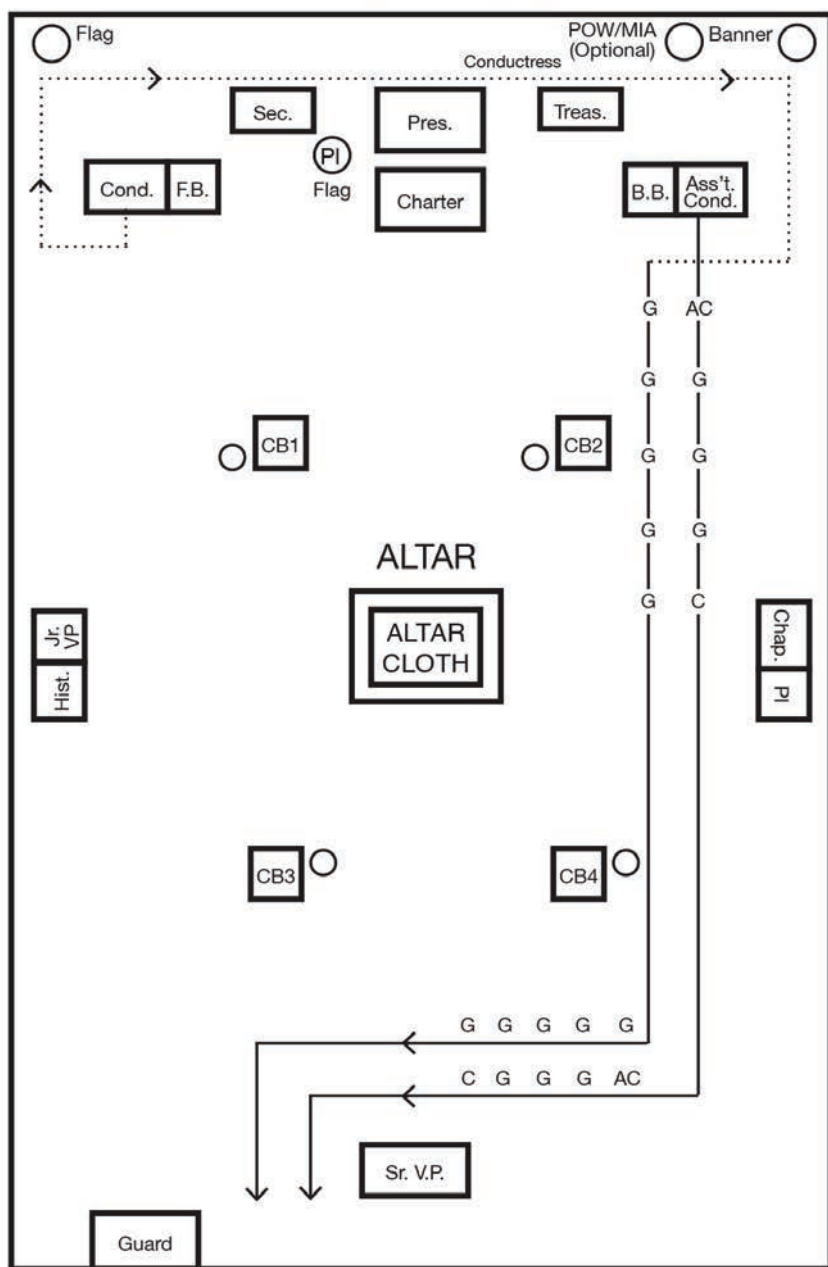 Flag
POW/MIA
(Optional)
Banner
Conductress
Sec.
Pres.
Treas.
PI
Flag
Cond.
F.B.
Charter
B.B.
Ass't.
Cond.
G AC
G G
G G
G G
G C
CB1
CB2
ALTAR
ALTAR
CLOTH
Jr.
VP
Hist.
Chap.
PI
CB3
CB4
G G G G G
C G G G AC
Sr. V.P.
Guard